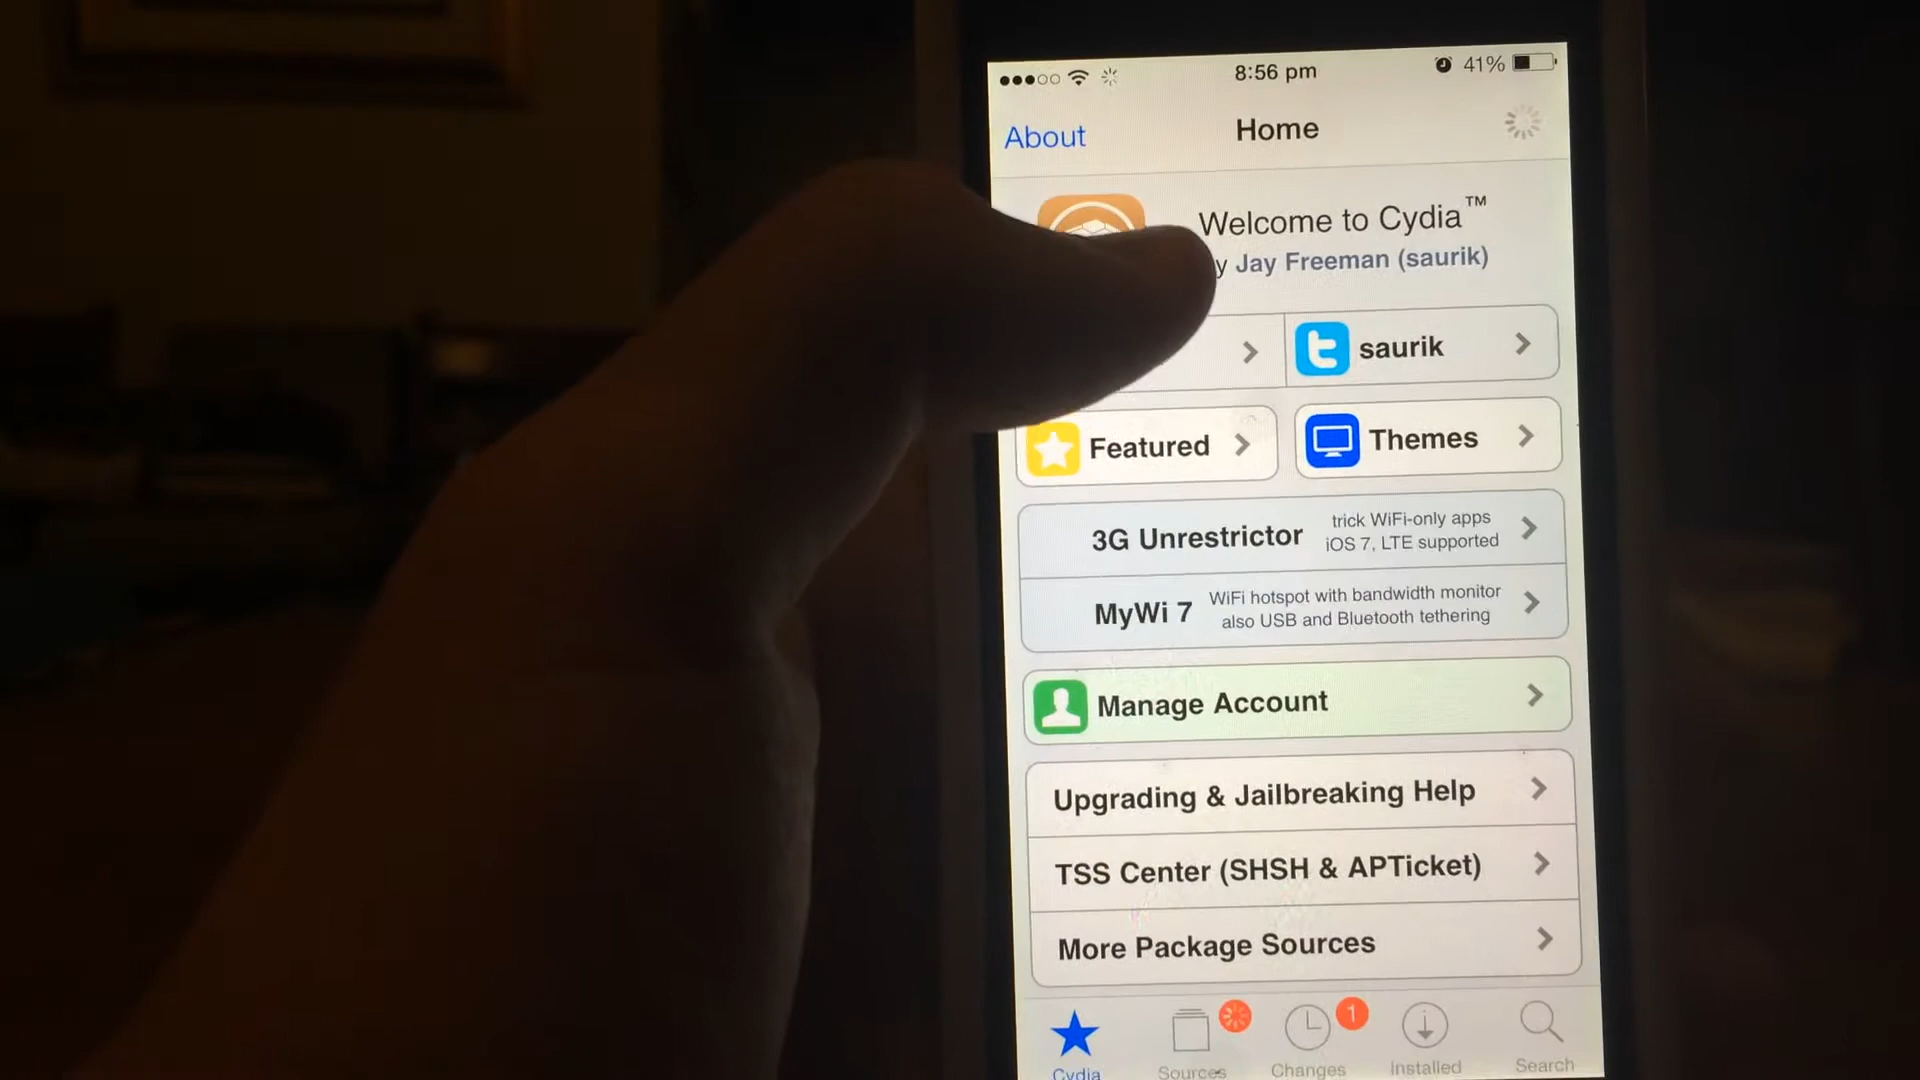 8:56 pm
41%
About
Home
Welcome to Cydia™
y Jay Freeman (saurik)
saurik
Featured
Themes
3G Unrestrictor
trick WiFi-only apps
iOS 7, LTE supported
MyWi 7
WiFi hotspot with bandwidth monitor
also USB and Bluetooth tethering
Manage Account
Upgrading & Jailbreaking Help
TSS Center (SHSH & APTicket)
More Package Sources
1
Cydia
Sources
Changes
Installed
Search